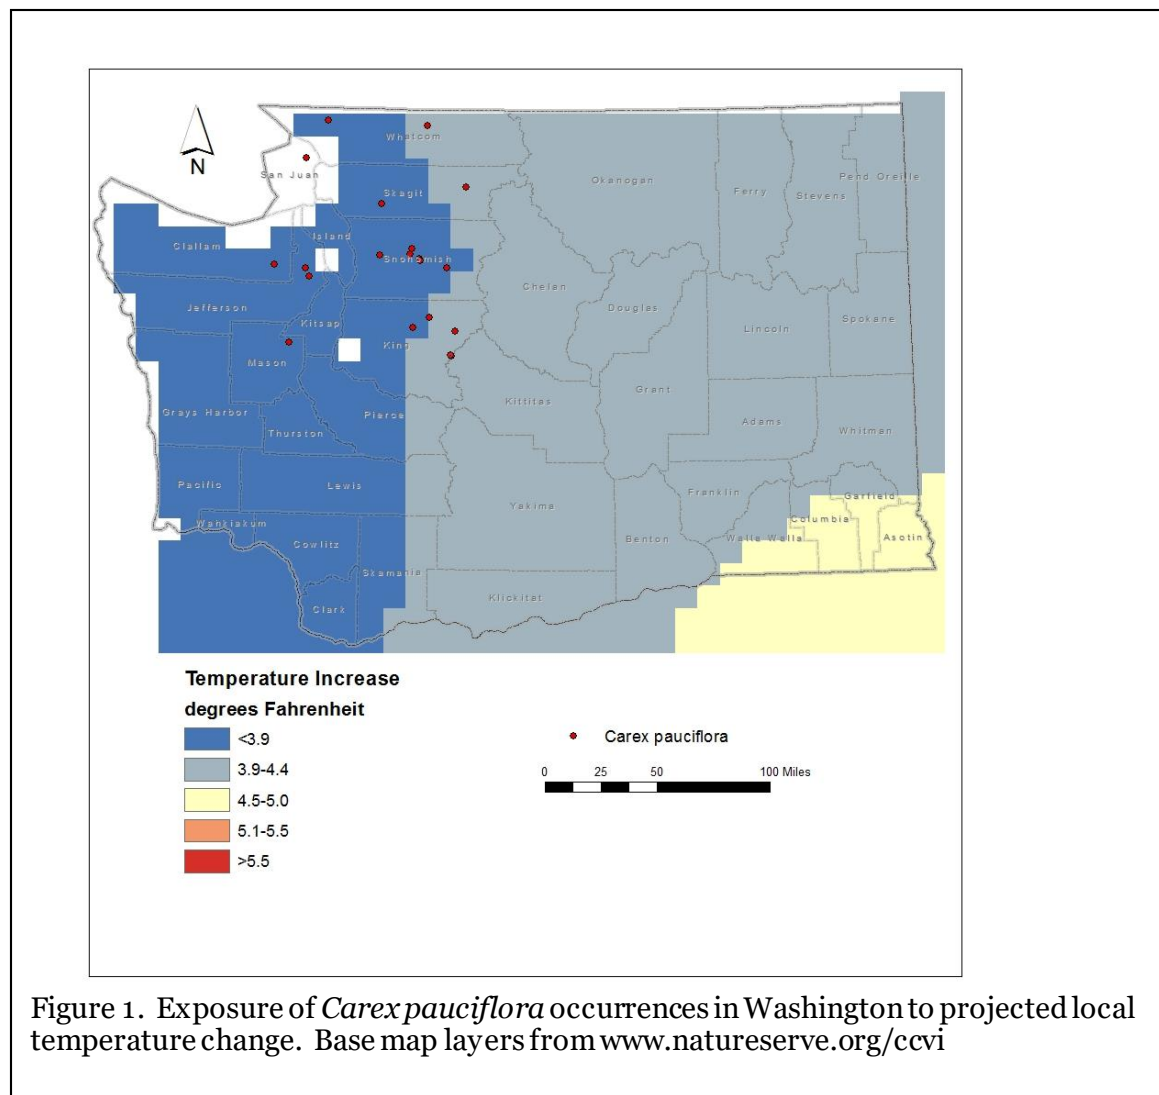 N
Whatcom
San Juan
Skagit
Okanogan
Ferry
Stevens
Pend Oreille
Island
Clallam
Snohomish
Chelan
Douglas
Jefferson
Kitsap
King
Lincoln
Spokane
Mason
Grant
Kittitas
Grays Harbor
Pierce
Thurston
Adams
Whitman
Pacific
Lewis
Yakima
Franklin
Garfield
Columbia
Wahkiakum
Cowlitz
Skamania
Benton
Walla Walla
Asotin
Clark
Klickitat
Temperature Increase
degrees Fahrenheit
<3.9
3.9-4.4
4.5-5.0
5.1-5.5
>5.5
Carex pauciflora
0 25 50 100 Miles
Figure 1. Exposure of Carex pauciflora occurrences in Washington to projected local
temperature change. Base map layers from www.natureserve.org/ccvi